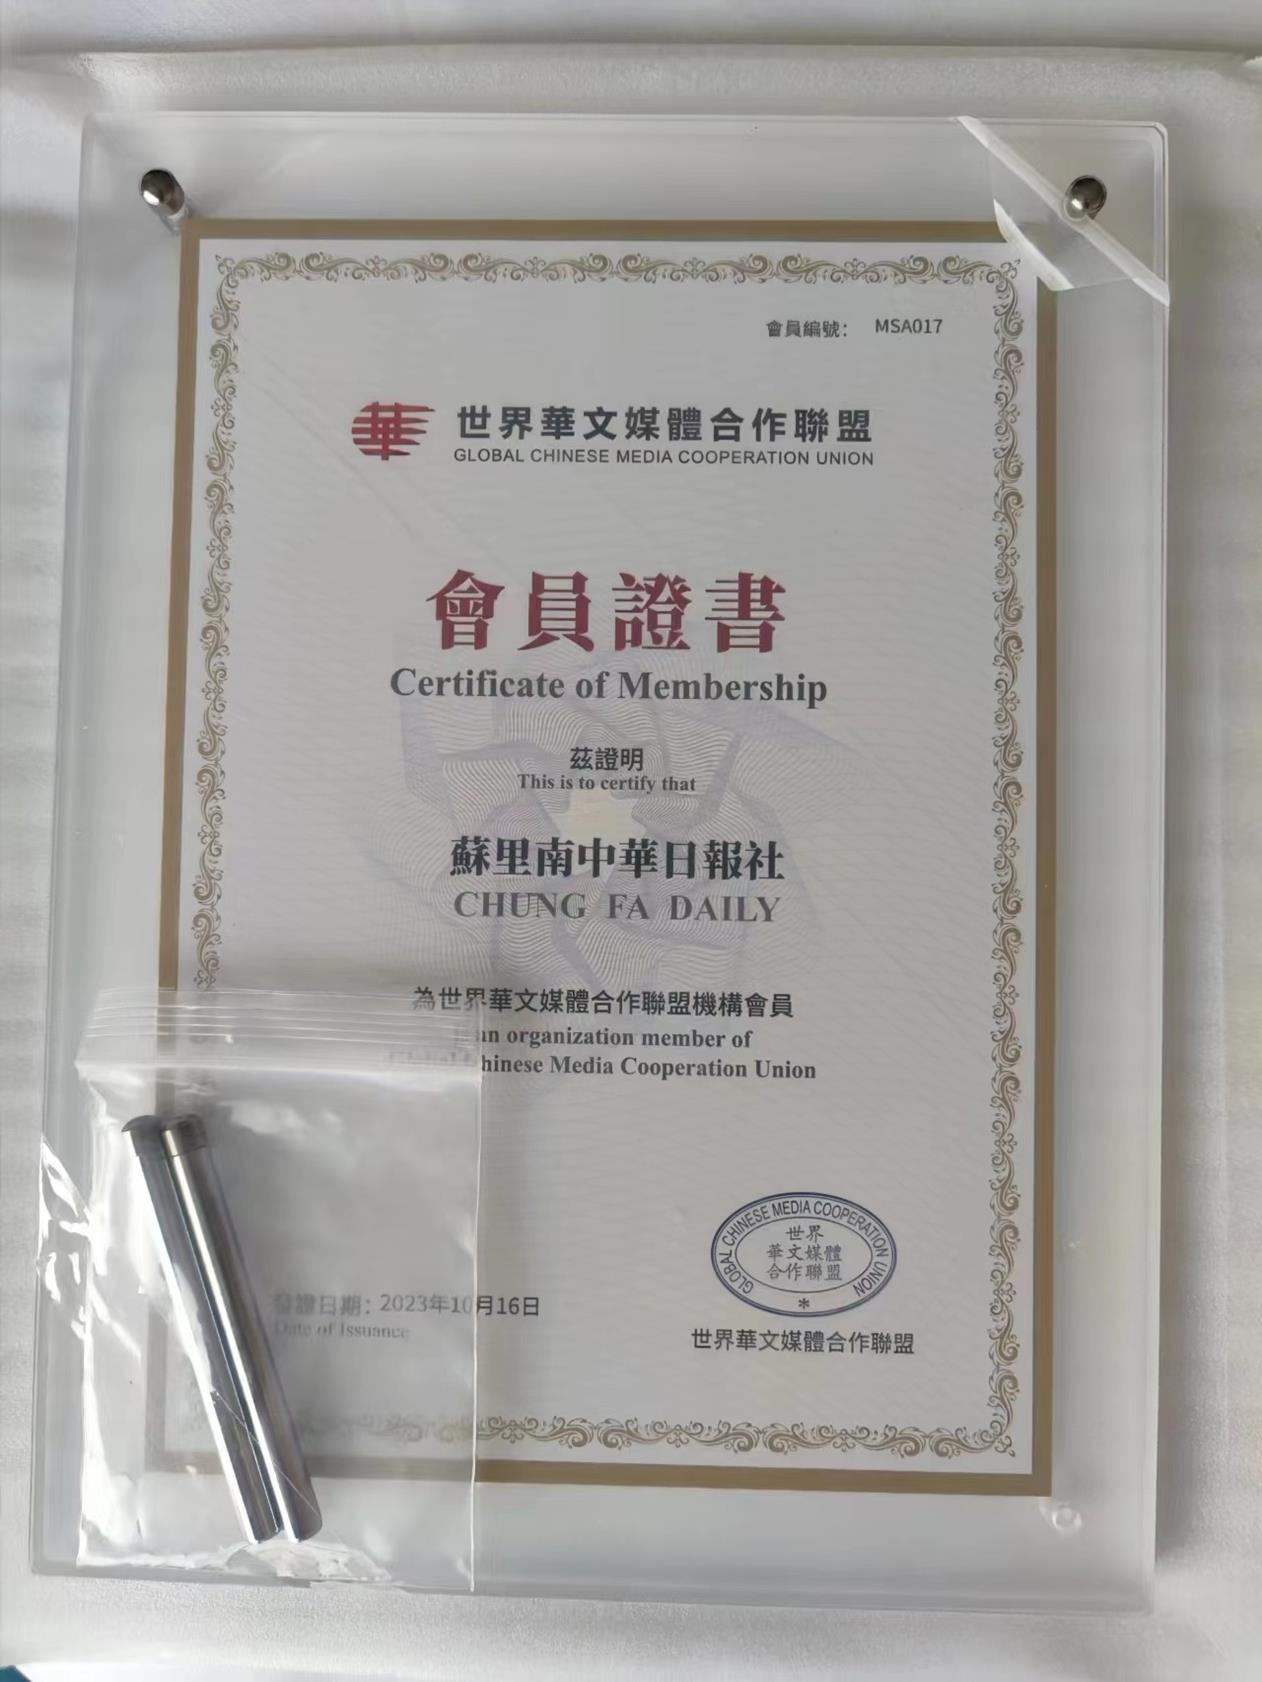 會員編號： MSA017
世界華文媒體合作聯盟
GLOBAL CHINESE MEDIA COOPERATION UNION
會員證書
Certificate of Membership
茲證明
This is to certify that
蘇里南中華日報社
CHUNG FA DAILY
為世界華文媒體合作聯盟機構會員
an organization member of
Global Chinese Media Cooperation Union
GLOBAL CHINESE MEDIA COOPERATION UNION
世界
華文媒體
合作聯盟
*
發證日期：2023年10月16日
Date of Issuance
世界華文媒體合作聯盟